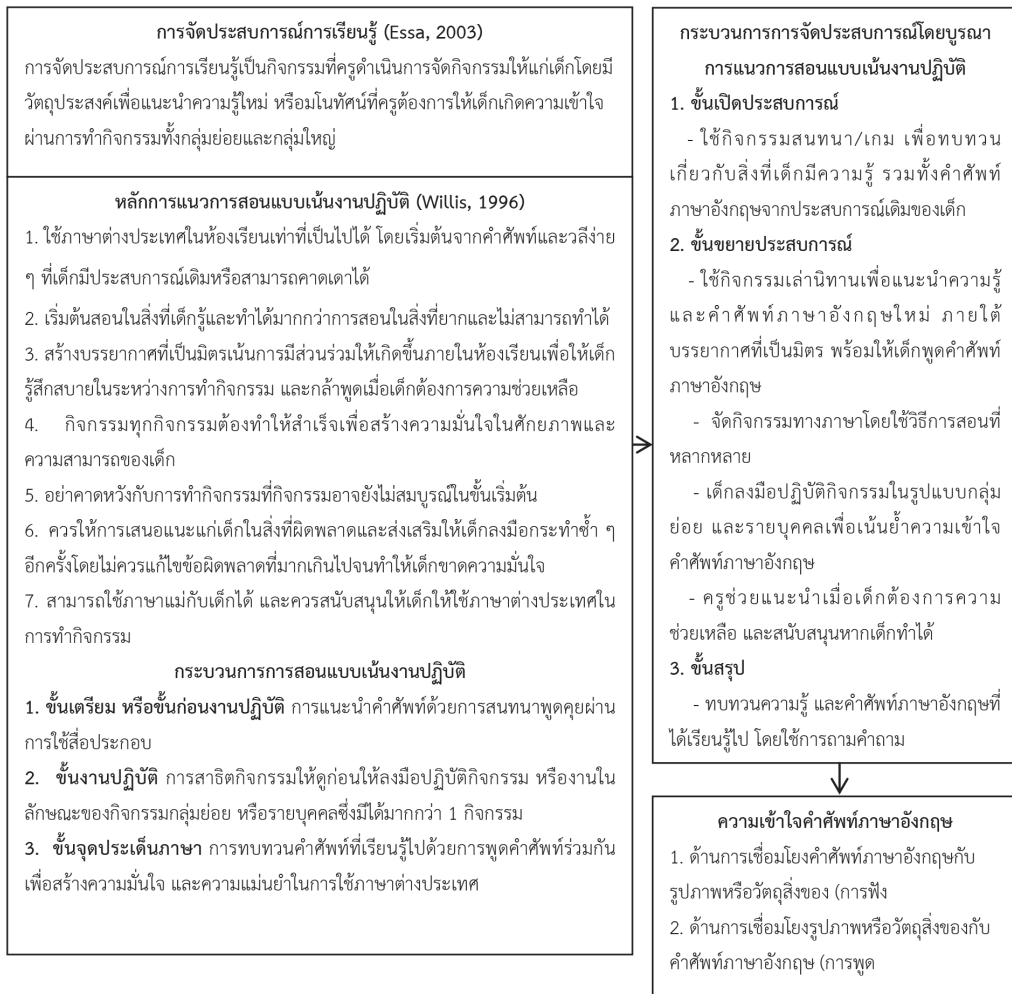 การจัดประสบการณ์การเรียนรู้ (Essa, 2003)
การจัดประสบการณ์การเรียนรู้เป็นกิจกรรมที่ครูดำเนินการจัดกิจกรรมให้แก่เด็กโดยมี
วัตถุประสงค์เพื่อแนะนำความรู้ใหม่ หรือมโนทัศน์ที่ครูต้องการให้เด็กเกิดความเข้าใจ
ผ่านการทำกิจกรรมทั้งกลุ่มย่อยและกลุ่มใหญ่
หลักการแนวการสอนแบบเน้นงานปฏิบัติ (Willis, 1996)
1. ใช้ภาษาต่างประเทศในห้องเรียนเท่าที่เป็นไปได้ โดยเริ่มต้นจากคำศัพท์และวลีง่าย
ๆ ที่เด็กมีประสบการณ์เดิมหรือสามารถคาดเดาได้
2. เริ่มต้นสอนในสิ่งที่เด็กรู้และทำได้มากกว่าการสอนในสิ่งที่ยากและไม่สามารถทำได้
3. สร้างบรรยากาศที่เป็นมิตรเน้นการมีส่วนร่วมให้เกิดขึ้นภายในห้องเรียนเพื่อให้เด็ก
รู้สึกสบายในระหว่างการทำกิจกรรม และกล้าพูดเมื่อเด็กต้องการความช่วยเหลือ
4. กิจกรรมทุกกิจกรรมต้องทำให้สำเร็จเพื่อสร้างความมั่นใจในศักยภาพและ
ความสามารถของเด็ก
5. อย่าคาดหวังกับการทำกิจกรรมที่กิจกรรมอาจยังไม่สมบูรณ์ในขั้นเริ่มต้น
6. ควรให้การเสนอแนะแก่เด็กในสิ่งที่ผิดพลาดและส่งเสริมให้เด็กลงมือกระทำซ้ำ ๆ
อีกครั้งโดยไม่ควรแก้ไขข้อผิดพลาดที่มากเกินไปจนทำให้เด็กขาดความมั่นใจ
7. สามารถใช้ภาษาแม่กับเด็กได้ และควรสนับสนุนให้เด็กให้ใช้ภาษาต่างประเทศใน
การทำกิจกรรม
กระบวนการการสอนแบบเน้นงานปฏิบัติ
1. ขั้นเตรียม หรือขั้นก่อนงานปฏิบัติ การแนะนำคำศัพท์ด้วยการสนทนาพูดคุยผ่าน
การใช้สื่อประกอบ
2. ขั้นงานปฏิบัติ การสาธิตกิจกรรมให้ดูก่อนให้ลงมือปฏิบัติกิจกรรม หรืองานใน
ลักษณะของกิจกรรมกลุ่มย่อย หรือรายบุคคลซึ่งมีได้มากกว่า 1 กิจกรรม
3. ขั้นจุดประเด็นภาษา การทบทวนคำศัพท์ที่เรียนรู้ไปด้วยการพูดคำศัพท์ร่วมกัน
เพื่อสร้างความมั่นใจ และความแม่นยำในการใช้ภาษาต่างประเทศ
กระบวนการการจัดประสบการณ์โดยบูรณา
การแนวการสอนแบบเน้นงานปฏิบัติ
1. ขั้นเปิดประสบการณ์
- ใช้กิจกรรมสนทนา/เกม เพื่อทบทวน
เกี่ยวกับสิ่งที่เด็กมีความรู้ รวมทั้งคำศัพท์
ภาษาอังกฤษจากประสบการณ์เดิมของเด็ก
2. ขั้นขยายประสบการณ์
- ใช้กิจกรรมเล่านิทานเพื่อแนะนำความรู้
และคำศัพท์ภาษาอังกฤษใหม่ ภายใต้
บรรยากาศที่เป็นมิตร พร้อมให้เด็กพูดคำศัพท์
ภาษาอังกฤษ
- จัดกิจกรรมทางภาษาโดยใช้วิธีการสอนที่
หลากหลาย
- เด็กลงมือปฏิบัติกิจกรรมในรูปแบบกลุ่ม
ย่อย และรายบุคคลเพื่อเน้นย้ำความเข้าใจ
คำศัพท์ภาษาอังกฤษ
- ครูช่วยแนะนำเมื่อเด็กต้องการความ
ช่วยเหลือ และสนับสนุนหากเด็กทำได้
3. ขั้นสรุป
- ทบทวนความรู้ และคำศัพท์ภาษาอังกฤษที่
ได้เรียนรู้ไป โดยใช้การถามคำถาม
ความเข้าใจคำศัพท์ภาษาอังกฤษ
1. ด้านการเชื่อมโยงคำศัพท์ภาษาอังกฤษกับ
รูปภาพหรือวัตถุสิ่งของ (การฟัง
2. ด้านการเชื่อมโยงรูปภาพหรือวัตถุสิ่งของกับ
คำศัพท์ภาษาอังกฤษ (การพูด